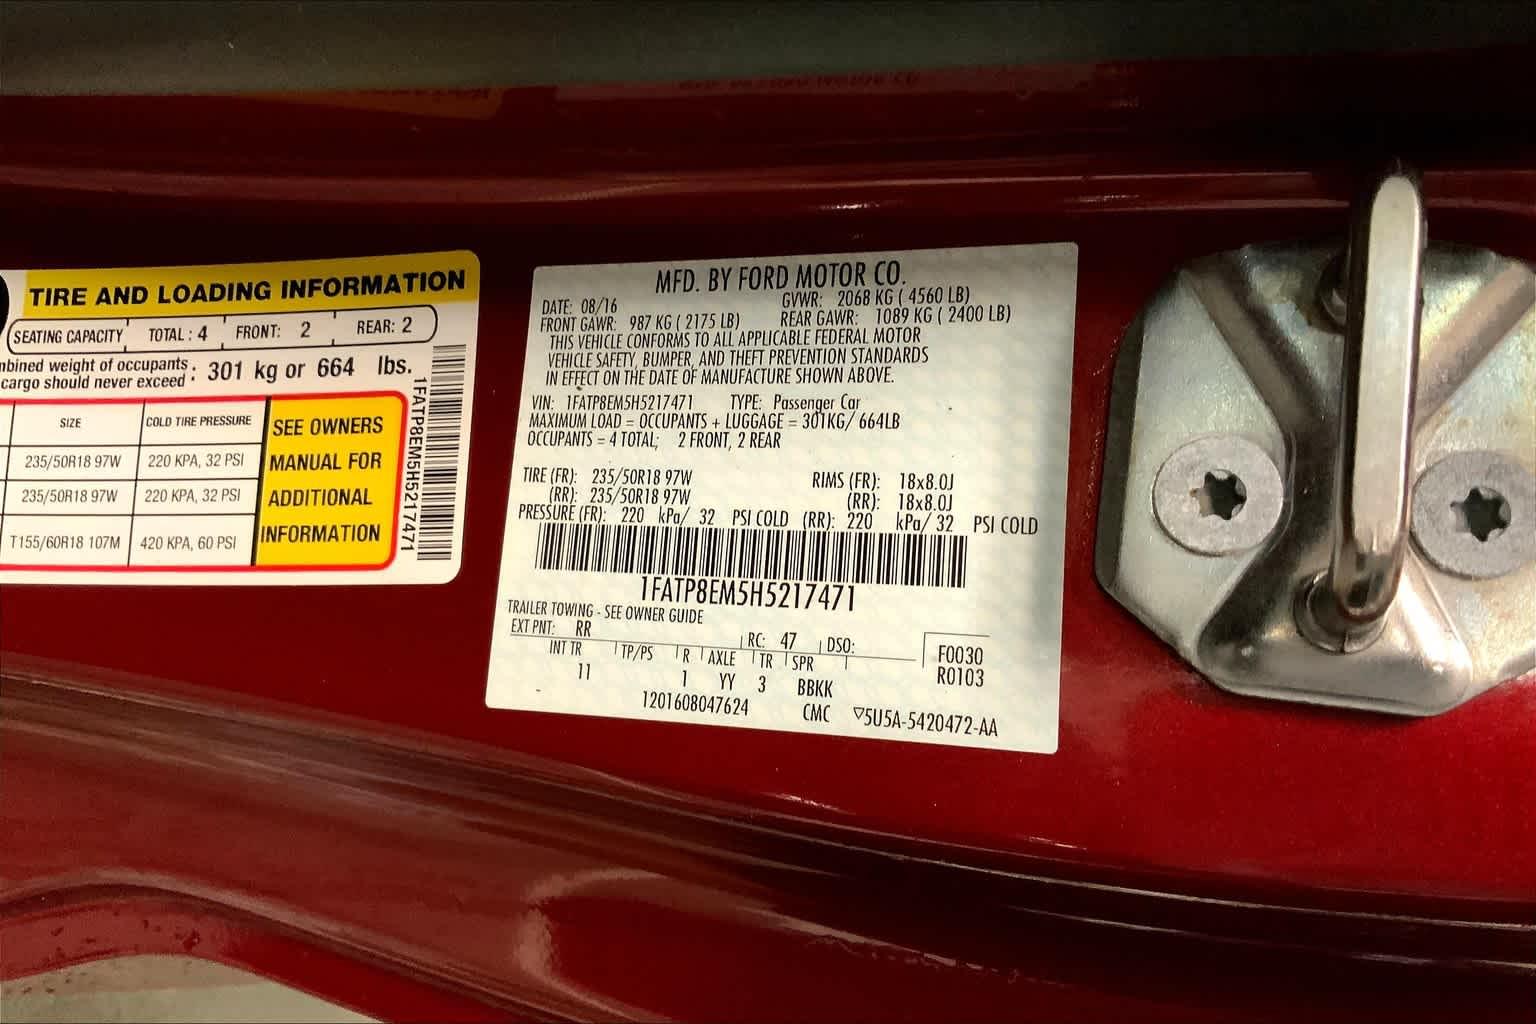 TIRE AND LOADING INFORMATION
SEATING CAPACITY TOTAL : 4 FRONT: 2 REAR: 2
occupants :
cargo should never exceed : 301 kg or 664 lbs.
SIZE COLD TIRE PRESSURE
235/50R18 97W 220 KPA, 32 PSI
235/50R18 97W 220 KPA, 32 PSI
T155/60R18 107M 420 KPA, 60 PSI
SEE OWNERS
MANUAL FOR
ADDITIONAL
INFORMATION
1FATP8EM5H5217471
MFD. BY FORD MOTOR CO.
DATE: 08/16 GVWR: 2068 KG ( 4560 LB)
FRONT GAWR: 987 KG ( 2175 LB) REAR GAWR: 1089 KG ( 2400 LB)
THIS VEHICLE CONFORMS TO ALL APPLICABLE FEDERAL MOTOR
VEHICLE SAFETY, BUMPER, AND THEFT PREVENTION STANDARDS
IN EFFECT ON THE DATE OF MANUFACTURE SHOWN ABOVE.
VIN: 1FATP8EM5H5217471 TYPE: Passenger Car
MAXIMUM LOAD = OCCUPANTS + LUGGAGE = 301KG/ 664LB
OCCUPANTS = 4 TOTAL; 2 FRONT, 2 REAR
TIRE (FR): 235/50R18 97W RIMS (FR): 18x8.0J
(RR): 235/50R18 97W (RR): 18x8.0J
PRESSURE (FR): 220 kPa/ 32 PSI COLD (RR): 220 kPa/ 32 PSI COLD
1FATP8EM5H5217471
TRAILER TOWING - SEE OWNER GUIDE
EXT PNT: RR RC: 47 DSO:
INT TR TP/PS R AXLE TR SPR
11 1 YY 3 BBKK
F0030
R0103
1201608047624 CMC ▽5U5A-5420472-AA